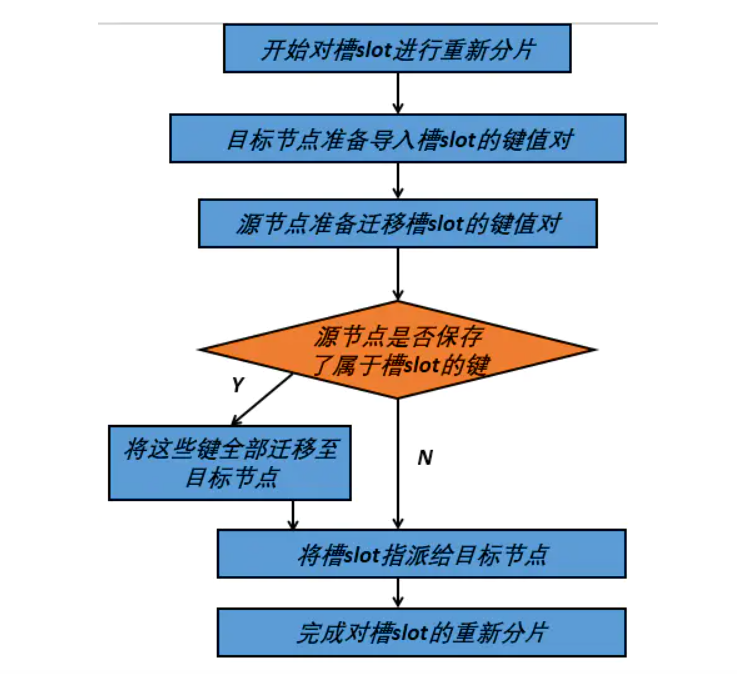 开始对槽slot进行重新分片
目标节点准备导入槽slot的键值对
源节点准备迁移槽slot的键值对
源节点是否保存
了属于槽slot的键
Y
将这些键全部迁移至
目标节点
N
将槽slot指派给目标节点
完成对槽slot的重新分片